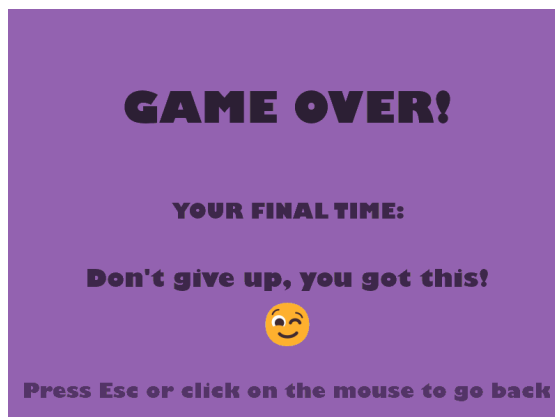 GAME OVER!
YOUR FINAL TIME:
Don't give up, you got this!
Press Esc or click on the mouse to go back